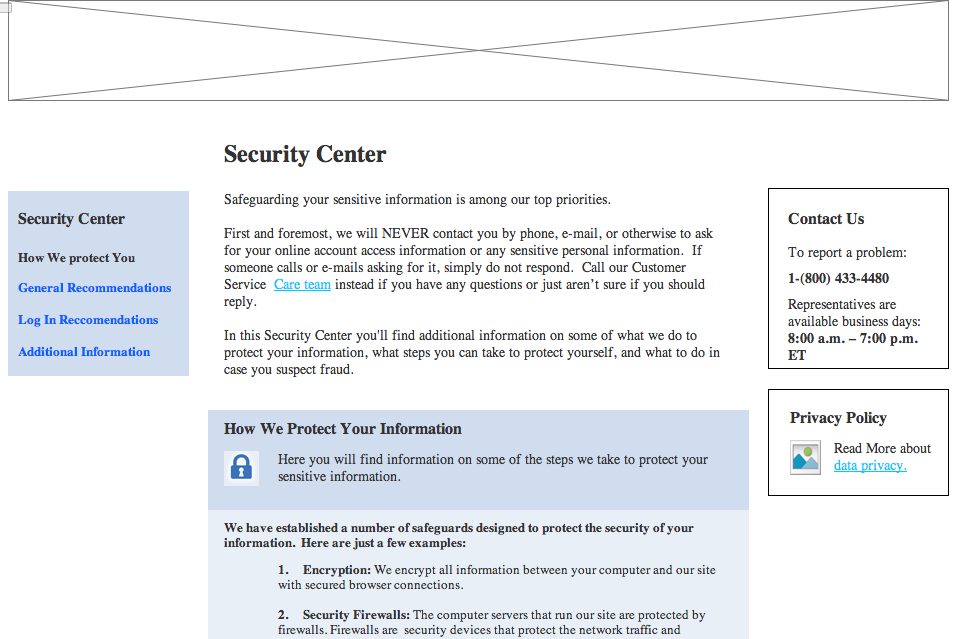 Security Center
Security Center
How We protect You
General Recommendations
Log In Reccomendations
Additional Information
Safeguarding your sensitive information is among our top priorities.
First and foremost, we will NEVER contact you by phone, e-mail, or otherwise to ask
for your online account access information or any sensitive personal information.  If
someone calls or e-mails asking for it, simply do not respond.  Call our Customer
Service  Care team instead if you have any questions or just aren't sure if you should
reply.
In this Security Center you'll find additional information on some of what we do to
protect your information, what steps you can take to protect yourself, and what to do in
case you suspect fraud.
How We Protect Your Information
Here you will find information on some of the steps we take to protect your
sensitive information.
We have established a number of safeguards designed to protect the security of your
information.  Here are just a few examples:
1.    Encryption: We encrypt all information between your computer and our site
with secured browser connections.
2.    Security Firewalls: The computer servers that run our site are protected by
firewalls. Firewalls are  security devices that protect the network traffic and
Contact Us
To report a problem:
1-(800) 433-4480
Representatives are
available business days:
8:00 a.m. – 7:00 p.m.
ET
Privacy Policy
Read More about
data privacy.